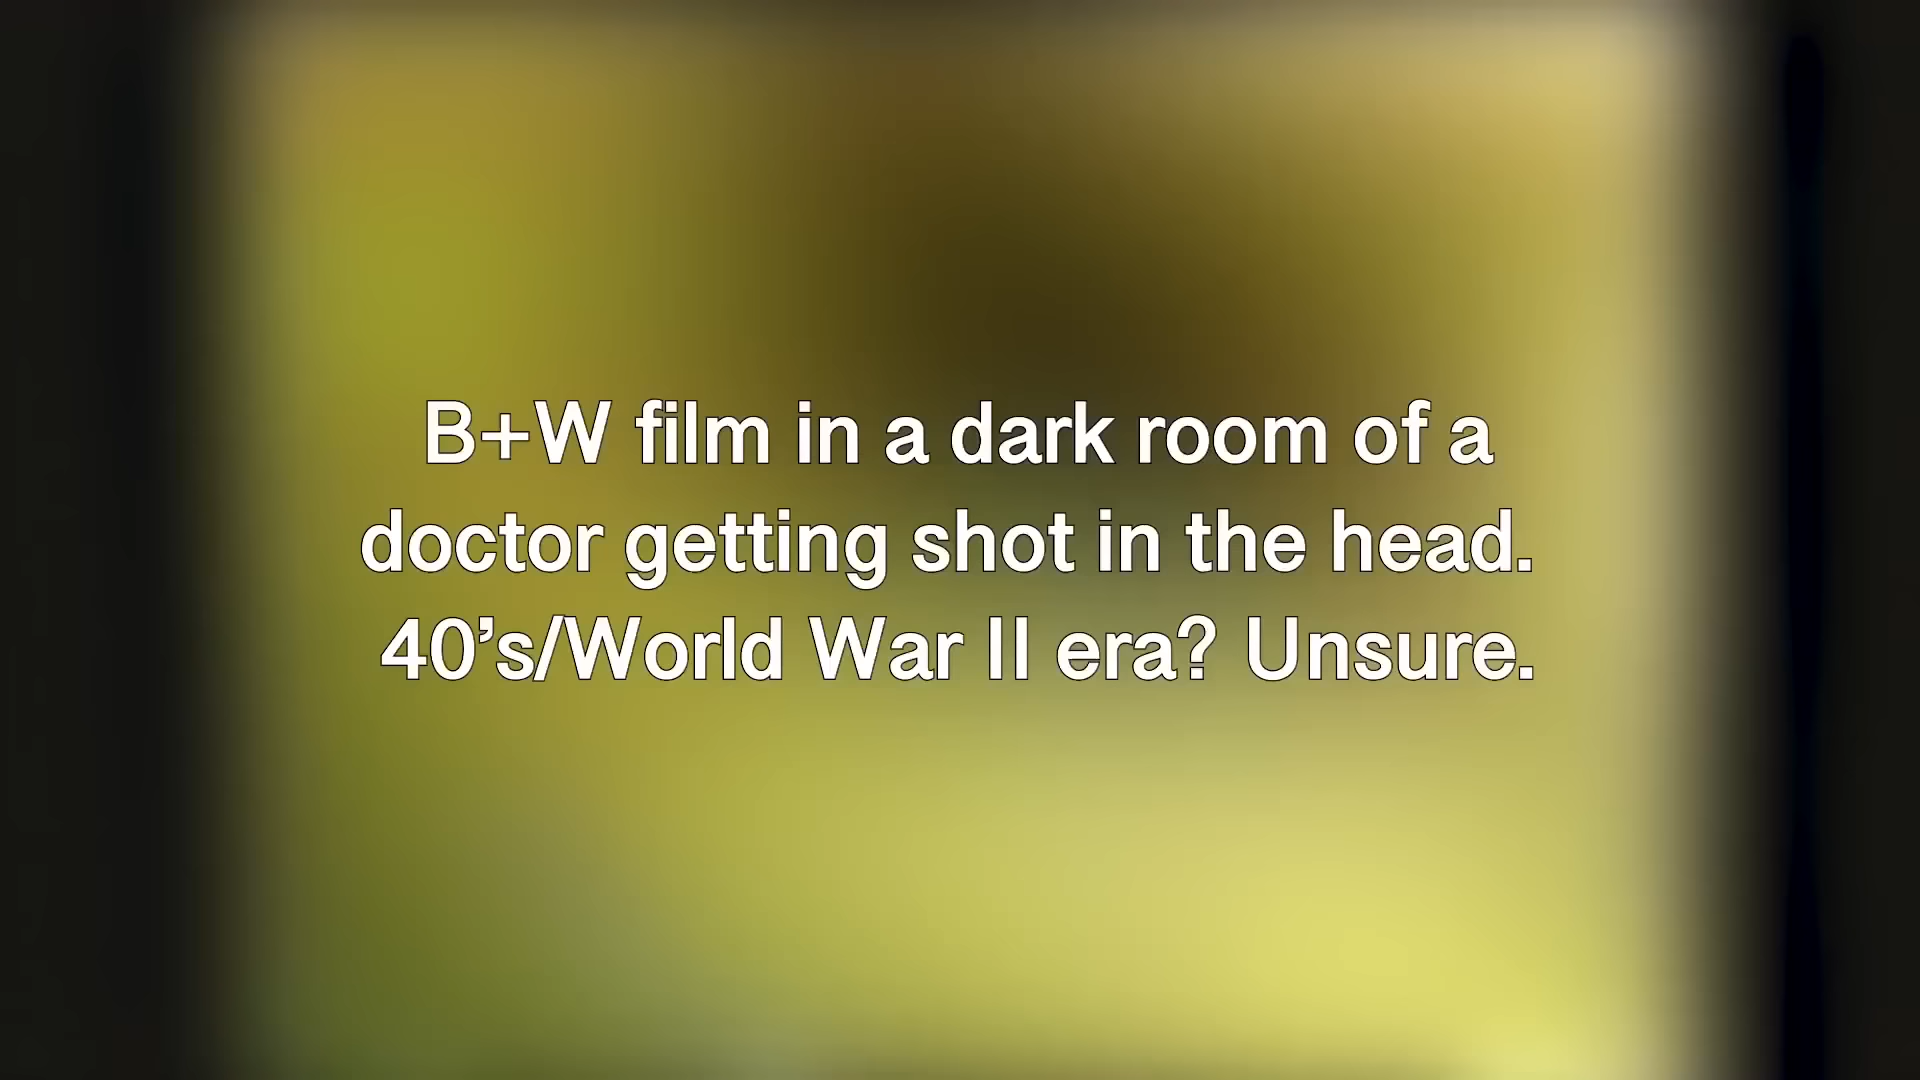 B+W film in a dark room of a
doctor getting shot in the head.
40’s/World War II era? Unsure.